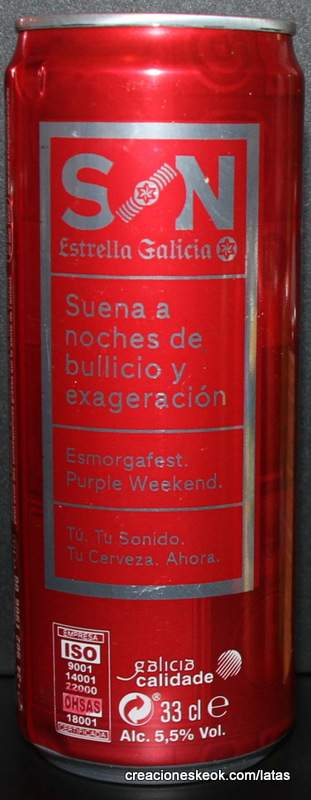 SON
Estrella Galicia
Suena a
noches de
bullicio y
exageración
Esmorgafest.
Purple Weekend.
Tú. Tu Sonido.
Tu Cerveza. Ahora.
EMPRESA
ISO
9001
14001
22000
OHSAS
18001
CERTIFICADA
galicia
calidade
33 cl e
Alc. 5,5% Vol.
creacioneskeok.com/latas